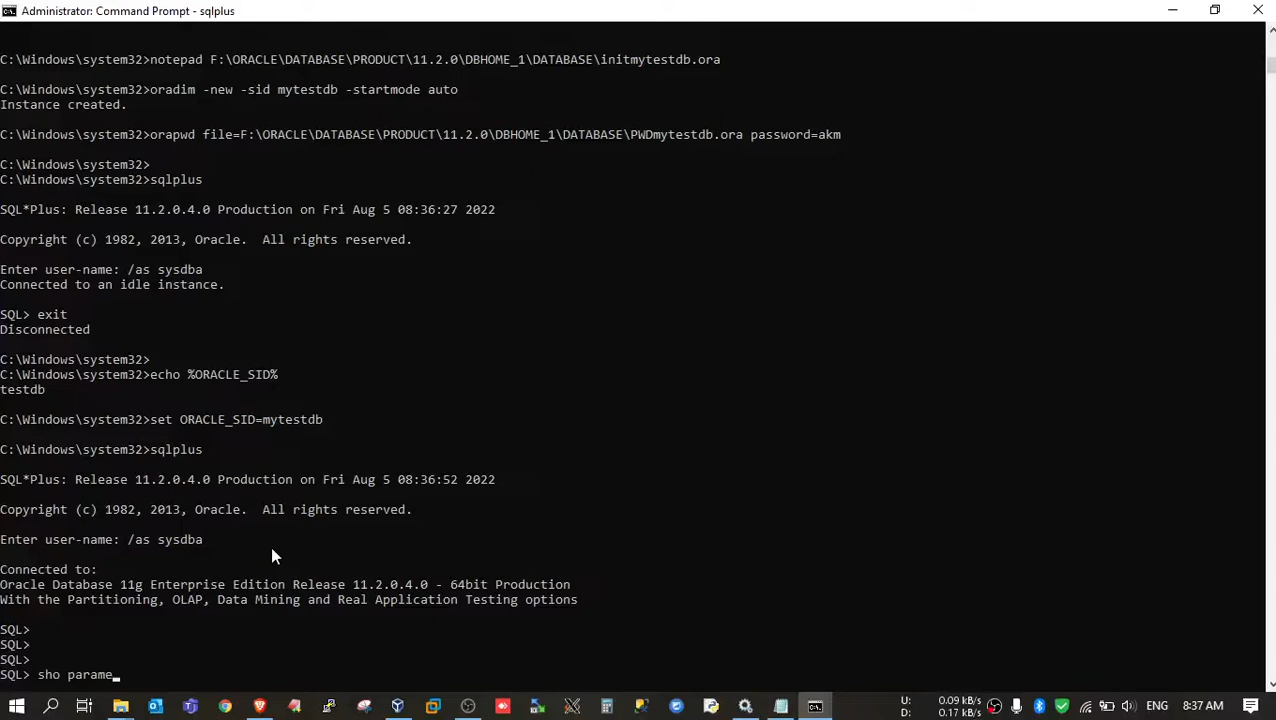 Administrator: Command Prompt - sqlplus
C:\Windows\system32>notepad F:\ORACLE\DATABASE\PRODUCT\11.2.0\DBHOME_1\DATABASE\initmytestdb.ora
C:\Windows\system32>oradim -new -sid mytestdb -startmode auto
Instance created.
C:\Windows\system32>orapwd file=F:\ORACLE\DATABASE\PRODUCT\11.2.0\DBHOME_1\DATABASE\PWDmytestdb.ora password=akm
C:\Windows\system32>
C:\Windows\system32>sqlplus
SQL*Plus: Release 11.2.0.4.0 Production on Fri Aug 5 08:36:27 2022
Copyright (c) 1982, 2013, Oracle.  All rights reserved.
Enter user-name: /as sysdba
Connected to an idle instance.
SQL> exit
Disconnected
C:\Windows\system32>
C:\Windows\system32>echo %ORACLE_SID%
testdb
C:\Windows\system32>set ORACLE_SID=mytestdb
C:\Windows\system32>sqlplus
SQL*Plus: Release 11.2.0.4.0 Production on Fri Aug 5 08:36:52 2022
Copyright (c) 1982, 2013, Oracle.  All rights reserved.
Enter user-name: /as sysdba
Connected to:
Oracle Database 11g Enterprise Edition Release 11.2.0.4.0 - 64bit Production
With the Partitioning, OLAP, Data Mining and Real Application Testing options
SQL>
SQL>
SQL>
SQL> sho parame_
U: 0.09 kB/s
D: 0.17 kB/s
ENG 8:37 AM